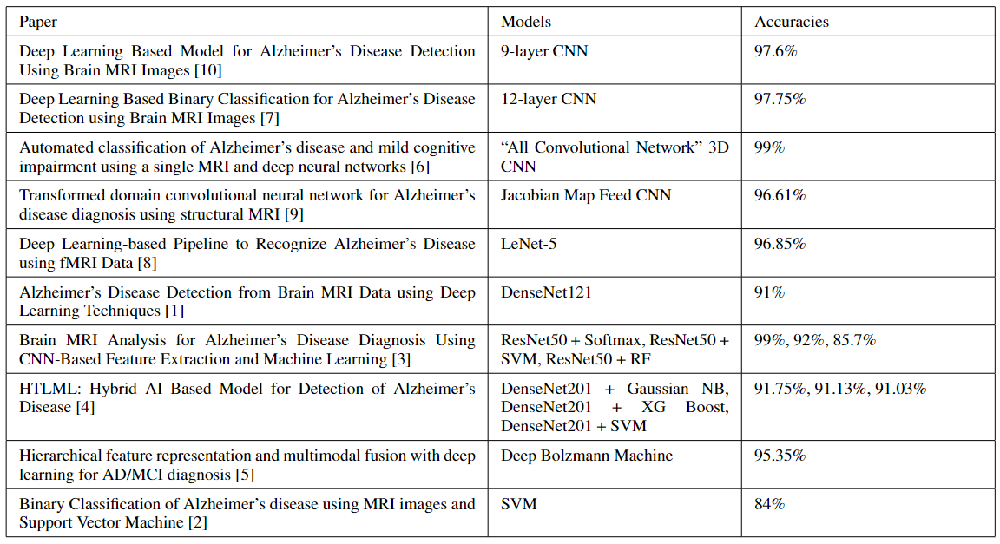 Paper Models Accuracies
Deep Learning Based Model for Alzheimer's Disease Detection 9-layer CNN 97.6%
Using Brain MRI Images [10]
Deep Learning Based Binary Classification for Alzheimer's Disease 12-layer CNN 97.75%
Detection using Brain MRI Images [7]
Automated classification of Alzheimer's disease and mild cognitive “All Convolutional Network” 3D 99%
impairment using a single MRI and deep neural networks [6] CNN
Transformed domain convolutional neural network for Alzheimer's Jacobian Map Feed CNN 96.61%
disease diagnosis using structural MRI [9]
Deep Learning-based Pipeline to Recognize Alzheimer's Disease LeNet-5 96.85%
using fMRI Data [8]
Alzheimer's Disease Detection from Brain MRI Data using Deep DenseNet121 91%
Learning Techniques [1]
Brain MRI Analysis for Alzheimer's Disease Diagnosis Using ResNet50 + Softmax, ResNet50 + 99%, 92%, 85.7%
CNN-Based Feature Extraction and Machine Learning [3] SVM, ResNet50 + RF
HTLML: Hybrid AI Based Model for Detection of Alzheimer's DenseNet201 + Gaussian NB, 91.75%, 91.13%, 91.03%
Disease [4] DenseNet201 + XG Boost,
DenseNet201 + SVM
Hierarchical feature representation and multimodal fusion with deep Deep Bolzmann Machine 95.35%
learning for AD/MCI diagnosis [5]
Binary Classification of Alzheimer's disease using MRI images and SVM 84%
Support Vector Machine [2]